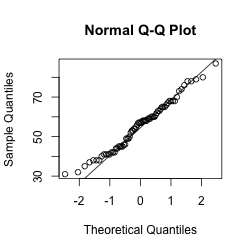 Normal Q-Q Plot
Sample Quantiles
70
50
30
-2 -1 0 1 2
Theoretical Quantiles